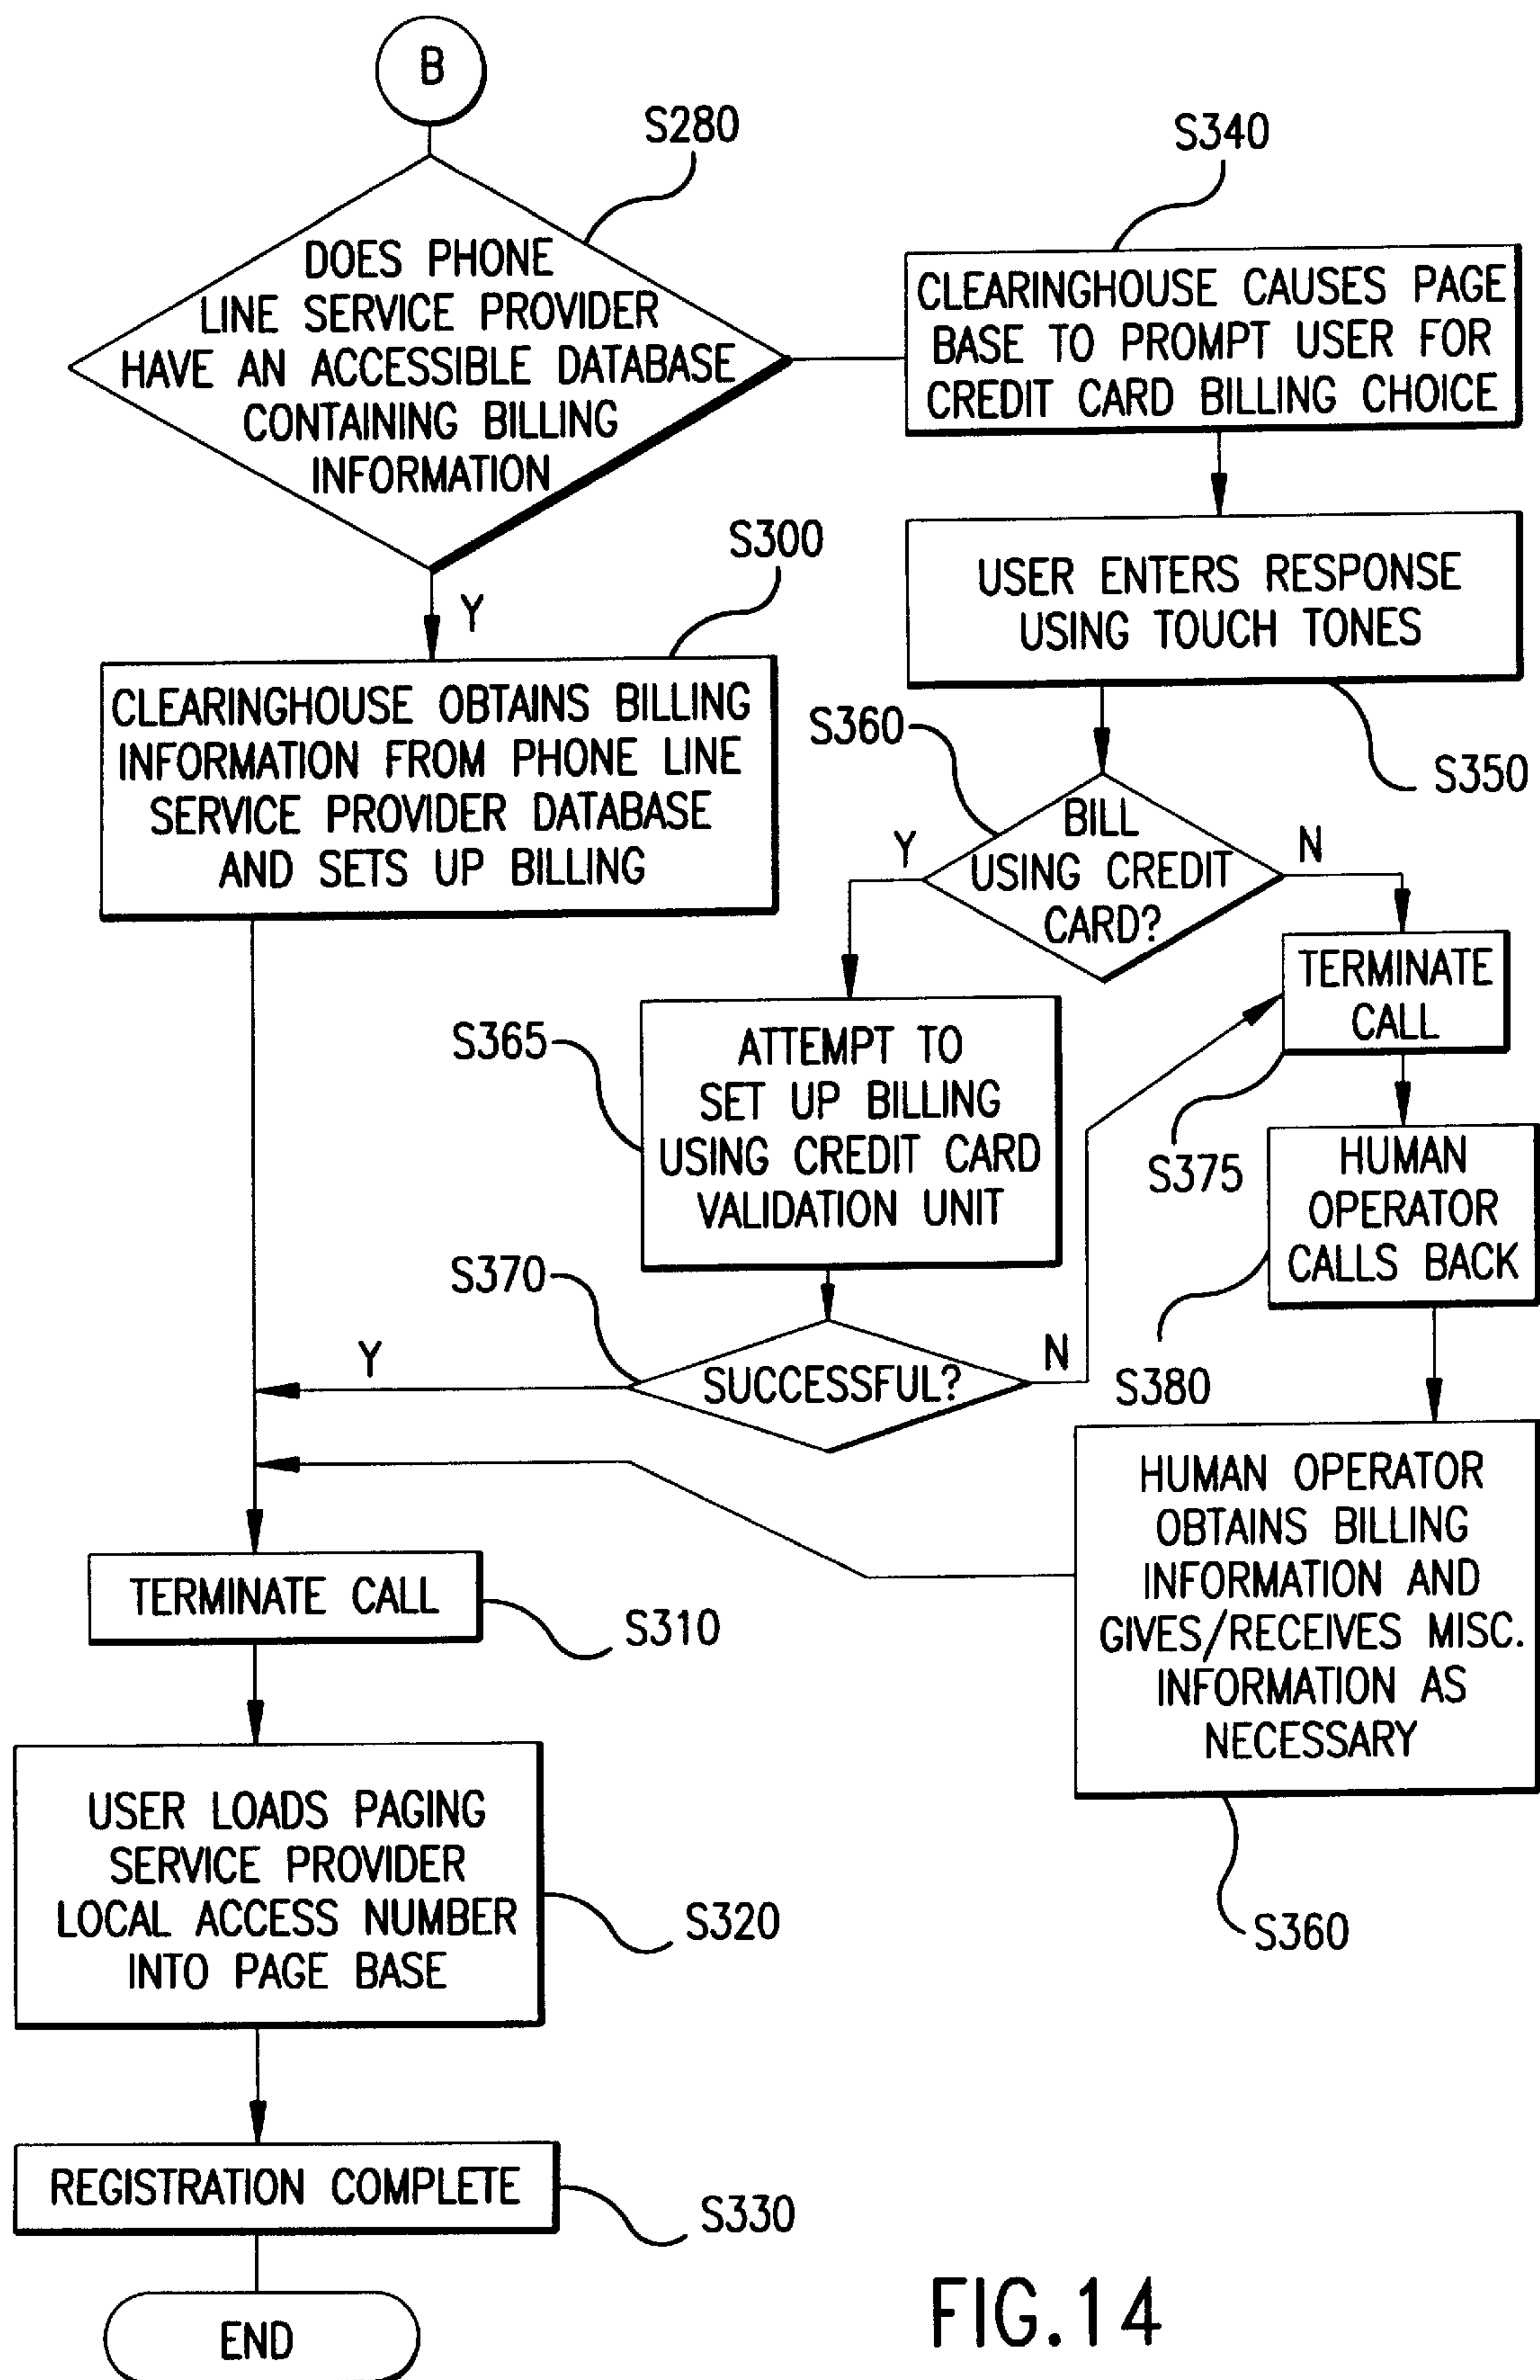 B
S280
DOES PHONE
LINE SERVICE PROVIDER
HAVE AN ACCESSIBLE DATABASE
CONTAINING BILLING
INFORMATION
Y
S300
CLEARINGHOUSE OBTAINS BILLING
INFORMATION FROM PHONE LINE
SERVICE PROVIDER DATABASE
AND SETS UP BILLING
S340
CLEARINGHOUSE CAUSES PAGE
BASE TO PROMPT USER FOR
CREDIT CARD BILLING CHOICE
USER ENTERS RESPONSE
USING TOUCH TONES
S350
S360
BILL
USING CREDIT
CARD?
Y
N
S365
ATTEMPT TO
SET UP BILLING
USING CREDIT CARD
VALIDATION UNIT
TERMINATE
CALL
S375
HUMAN
OPERATOR
CALLS BACK
S380
S370
SUCCESSFUL?
Y
N
HUMAN OPERATOR
OBTAINS BILLING
INFORMATION AND
GIVES/RECEIVES MISC.
INFORMATION AS
NECESSARY
S360
TERMINATE CALL
S310
USER LOADS PAGING
SERVICE PROVIDER
LOCAL ACCESS NUMBER
INTO PAGE BASE
S320
REGISTRATION COMPLETE
S330
END
FIG.14